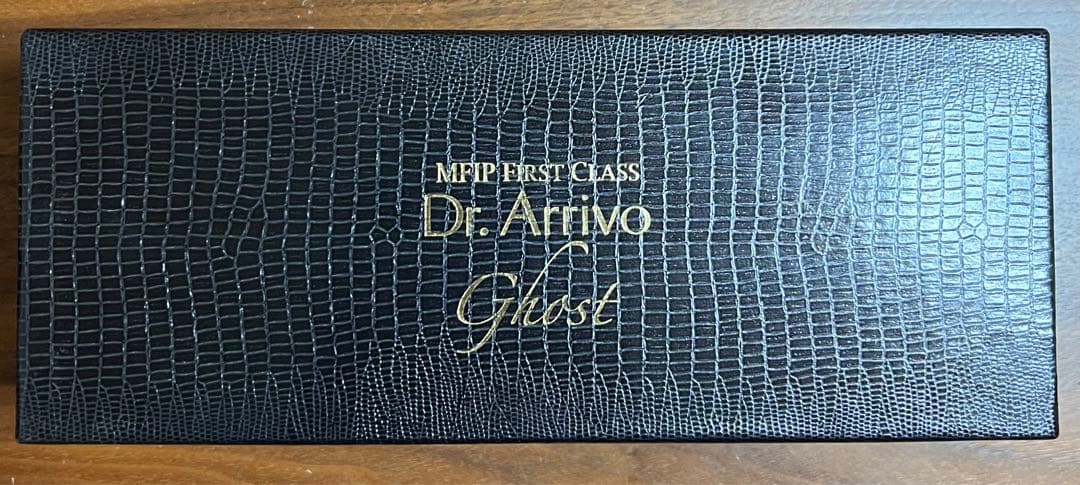 MFIP FIRST CLASS
Dr. Arrivo
Ghost